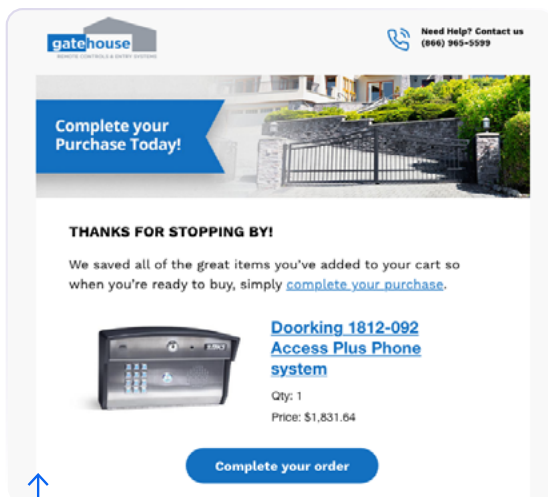 gatehouse
REMOTE CONTROLS & ENTRY SYSTEMS
Need Help? Contact us
(866) 965-5599
Complete your
Purchase Today!
THANKS FOR STOPPING BY!
We saved all of the great items you've added to your cart so
when you're ready to buy, simply complete your purchase.
Doorking 1812-092
Access Plus Phone
system
Qty: 1
Price: $1,831.64
Complete your order